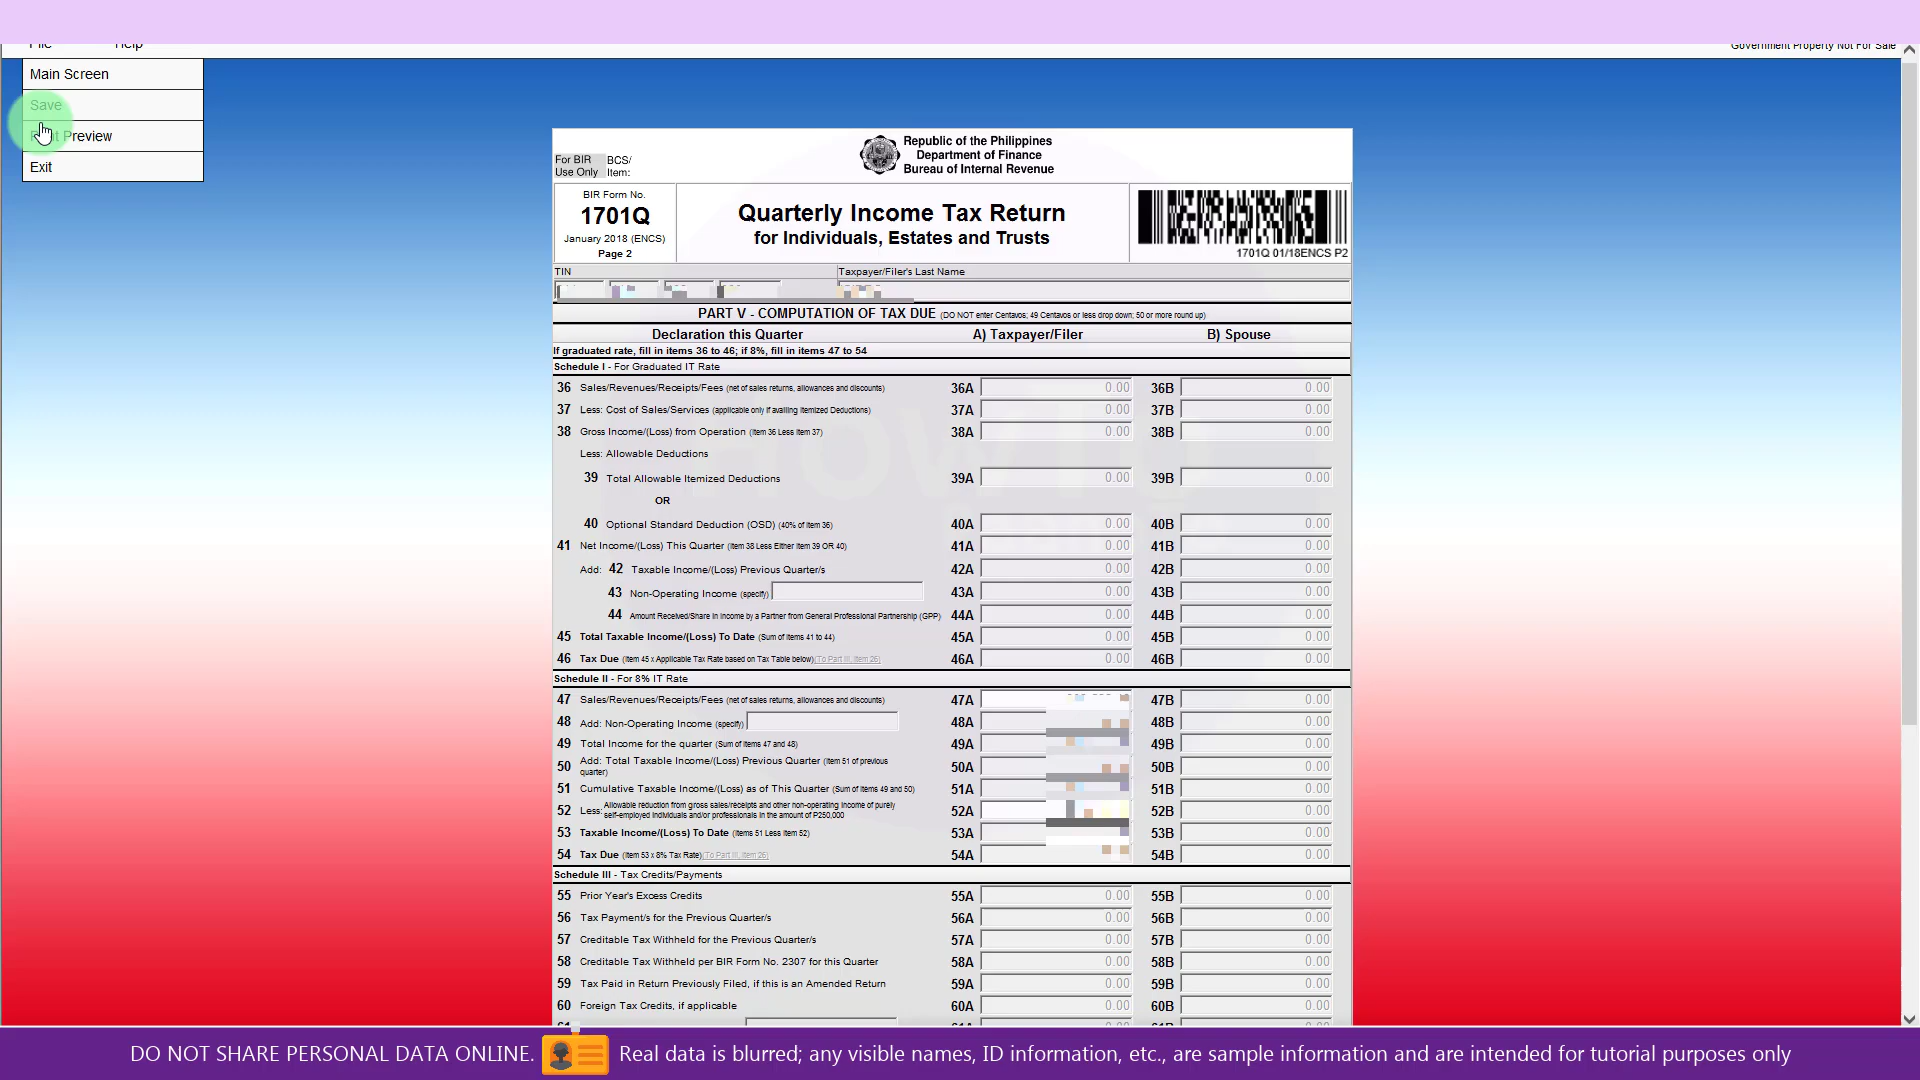 File Help
Government Property Not For Sale
Main Screen
Save
Preview
Exit
For BIR BCS/
Use Only Item:
Republic of the Philippines
Department of Finance
Bureau of Internal Revenue
BIR Form No.
1701Q
January 2018 (ENCS)
Page 2
Quarterly Income Tax Return
for Individuals, Estates and Trusts
1701Q 01/18ENCS P2
TIN Taxpayer/Filer's Last Name
PART V - COMPUTATION OF TAX DUE (DO NOT enter Centavos; 49 Centavos or less drop down; 50 or more round up)
Declaration this Quarter A) Taxpayer/Filer B) Spouse
If graduated rate, fill in items 36 to 46; if 8%, fill in items 47 to 54
Schedule I - For Graduated IT Rate
36 Sales/Revenues/Receipts/Fees (net of sales returns, allowances and discounts) 36A 0.00 36B 0.00
37 Less: Cost of Sales/Services (applicable only if availing Itemized Deductions) 37A 0.00 37B 0.00
38 Gross Income/(Loss) from Operation (Item 36 Less Item 37) 38A 0.00 38B 0.00
Less: Allowable Deductions
39 Total Allowable Itemized Deductions 39A 0.00 39B 0.00
OR
40 Optional Standard Deduction (OSD) (40% of Item 36) 40A 0.00 40B 0.00
41 Net Income/(Loss) This Quarter (Item 38 Less Either Item 39 OR 40) 41A 0.00 41B 0.00
Add: 42 Taxable Income/(Loss) Previous Quarter/s 42A 0.00 42B 0.00
43 Non-Operating Income (specify) 43A 0.00 43B 0.00
44 Amount Received/Share in Income by a Partner from General Professional Partnership (GPP) 44A 0.00 44B 0.00
45 Total Taxable Income/(Loss) To Date (Sum of Items 41 to 44) 45A 0.00 45B 0.00
46 Tax Due (Item 45 x Applicable Tax Rate based on Tax Table below) (To Part III, Item 26) 46A 0.00 46B 0.00
Schedule II - For 8% IT Rate
47 Sales/Revenues/Receipts/Fees (net of sales returns, allowances and discounts) 47A 47B 0.00
48 Add: Non-Operating Income (specify) 48A 48B 0.00
49 Total Income for the quarter (Sum of Items 47 and 48) 49A 49B 0.00
50 Add: Total Taxable Income/(Loss) Previous Quarter (Item 51 of previous quarter) 50A 50B 0.00
51 Cumulative Taxable Income/(Loss) as of This Quarter (Sum of Items 49 and 50) 51A 51B 0.00
52 Less: Allowable reduction from gross sales/receipts and other non-operating income of purely self-employed individuals and/or professionals in the amount of P250,000 52A 52B 0.00
53 Taxable Income/(Loss) To Date (Items 51 Less Item 52) 53A 53B 0.00
54 Tax Due (Item 53 x 8% Tax Rate) (To Part III, Item 26) 54A 54B 0.00
Schedule III - Tax Credits/Payments
55 Prior Year's Excess Credits 55A 0.00 55B 0.00
56 Tax Payment/s for the Previous Quarter/s 56A 0.00 56B 0.00
57 Creditable Tax Withheld for the Previous Quarter/s 57A 0.00 57B 0.00
58 Creditable Tax Withheld per BIR Form No. 2307 for this Quarter 58A 0.00 58B 0.00
59 Tax Paid in Return Previously Filed, if this is an Amended Return 59A 0.00 59B 0.00
60 Foreign Tax Credits, if applicable 60A 0.00 60B 0.00
DO NOT SHARE PERSONAL DATA ONLINE. Real data is blurred; any visible names, ID information, etc., are sample information and are intended for tutorial purposes only